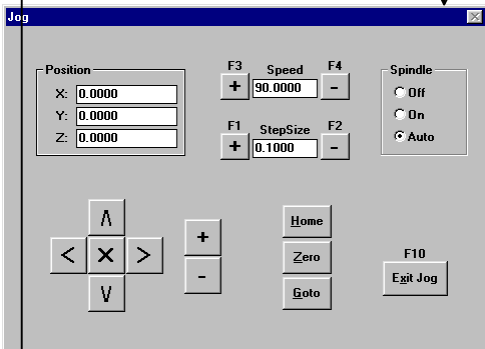 Jog
Position
X: 0.0000
Y: 0.0000
Z: 0.0000
F3 Speed F4
+ 90.0000 -
F1 StepSize F2
+ 0.1000 -
Spindle
Off
On
Auto
Λ
< X >
V
+
-
Home
Zero
Goto
F10
Exit Jog